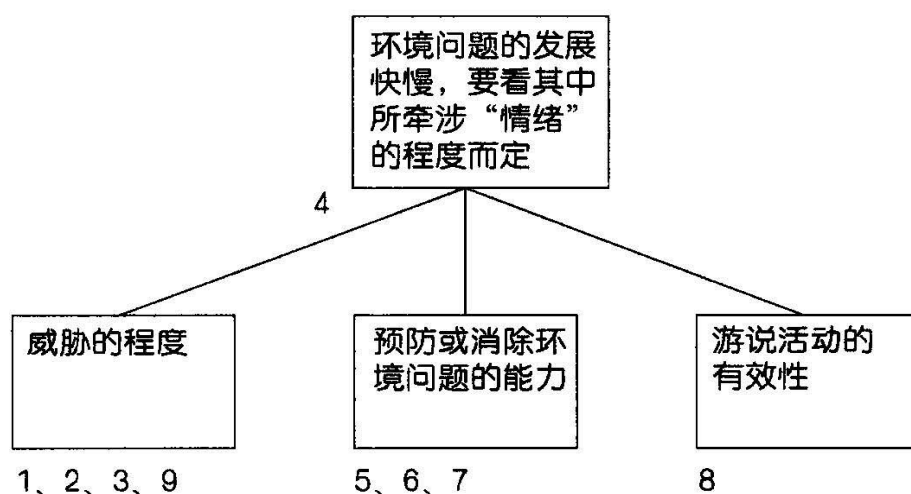 环境问题的发展
快慢，要看其中
所牵涉“情绪”
的程度而定
4
威胁的程度
预防或消除环
境问题的能力
游说活动的
有效性
1、2、3、9
5、6、7
8